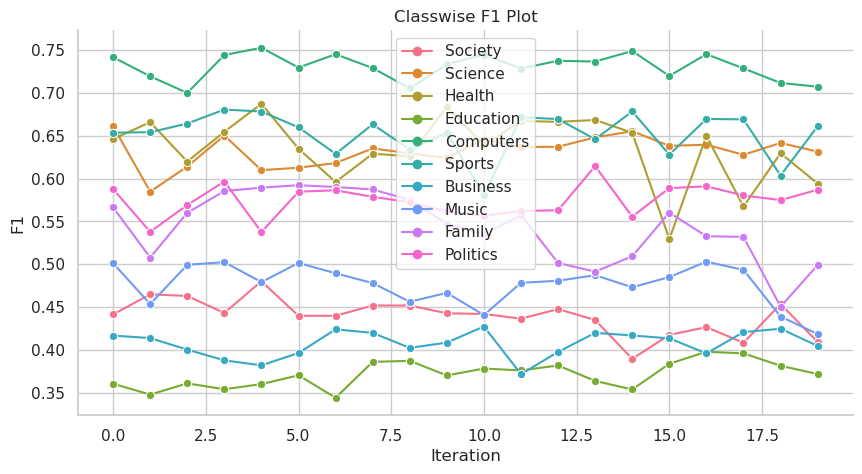 Classwise F1 Plot
0.75
0.70
0.65
0.60
0.55
0.50
0.45
0.40
0.35
F1
Society
Science
Health
Education
Computers
Sports
Business
Music
Family
Politics
0.0 2.5 5.0 7.5 10.0 12.5 15.0 17.5
Iteration